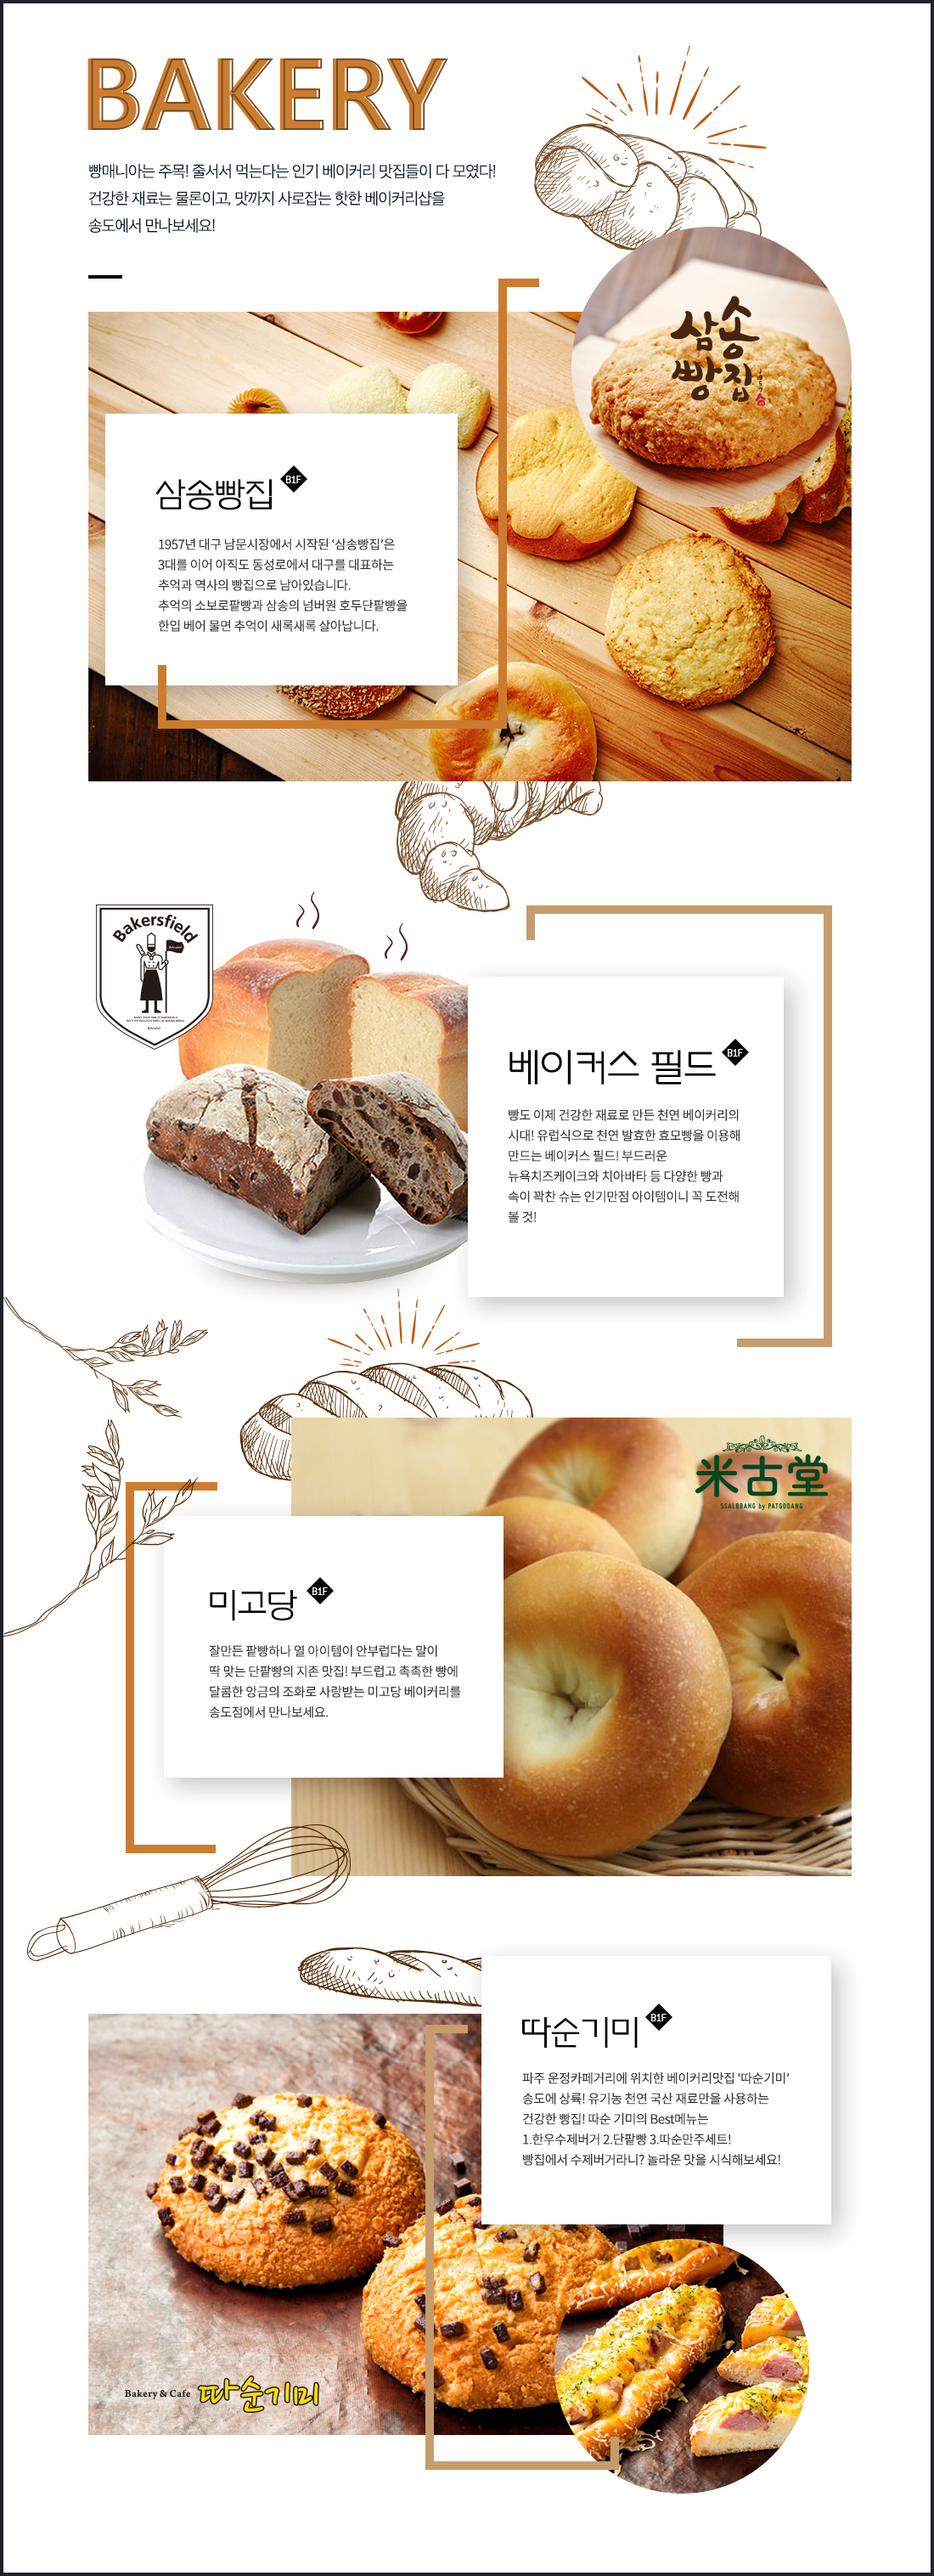 BAKERY
빵매니아는 주목! 줄서서 먹는다는 인기 베이커리 맛집들이 다 모였다!
건강한 재료는 물론이고, 맛까지 사로잡는 핫한 베이커리샵을
송도에서 만나보세요!
삼송
빵집
삼송빵집 B1F
1957년 대구 남문시장에서 시작된 ‘삼송빵집’은
3대를 이어 아직도 동성로에서 대구를 대표하는
추억과 역사의 빵집으로 남아있습니다.
추억의 소보로팥빵과 삼송의 넘버원 호두단팥빵을
한입 베어 물면 추억이 새록새록 살아납니다.
Bakersfield
베이커스 필드 B1F
빵도 이제 건강한 재료로 만든 천연 베이커리의
시대! 유럽식으로 천연 발효한 효모빵을 이용해
만드는 베이커스 필드! 부드러운
뉴욕치즈케이크와 치아바타 등 다양한 빵과
속이 꽉찬 슈는 인기만점 아이템이니 꼭 도전해
볼 것!
米古堂
SSALBBANG by PATGODANG
미고당 B1F
잘만든 팥빵하나 열 아이템이 안부럽다는 말이
딱 맞는 단팥빵의 지존 맛집! 부드럽고 촉촉한 빵에
달콤한 앙금의 조화로 사랑받는 미고당 베이커리를
송도점에서 만나보세요.
따순기미 B1F
파주 운정카페거리에 위치한 베이커리맛집 ‘따순기미’
송도에 상륙! 유기농 천연 국산 재료만을 사용하는
건강한 빵집! 따순 기미의 Best메뉴는
1.한우수제버거 2.단팥빵 3.따순만주세트!
빵집에서 수제버거라니? 놀라운 맛을 시식해보세요!
Bakery & Cafe 따순기미